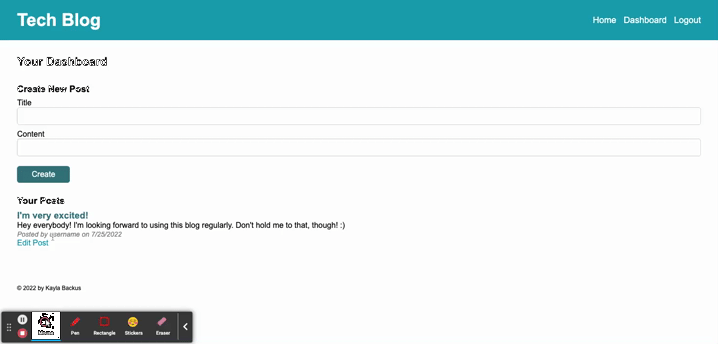 Tech Blog
Home Dashboard Logout
Your Dashboard
Create New Post
Title
Content
Create
Your Posts
I'm very excited!
Hey everybody! I'm looking forward to using this blog regularly. Don't hold me to that, though! :)
Posted by username on 7/25/2022
Edit Post
© 2022 by Kayla Backus
Mouse Pen Rectangle Stickers Eraser